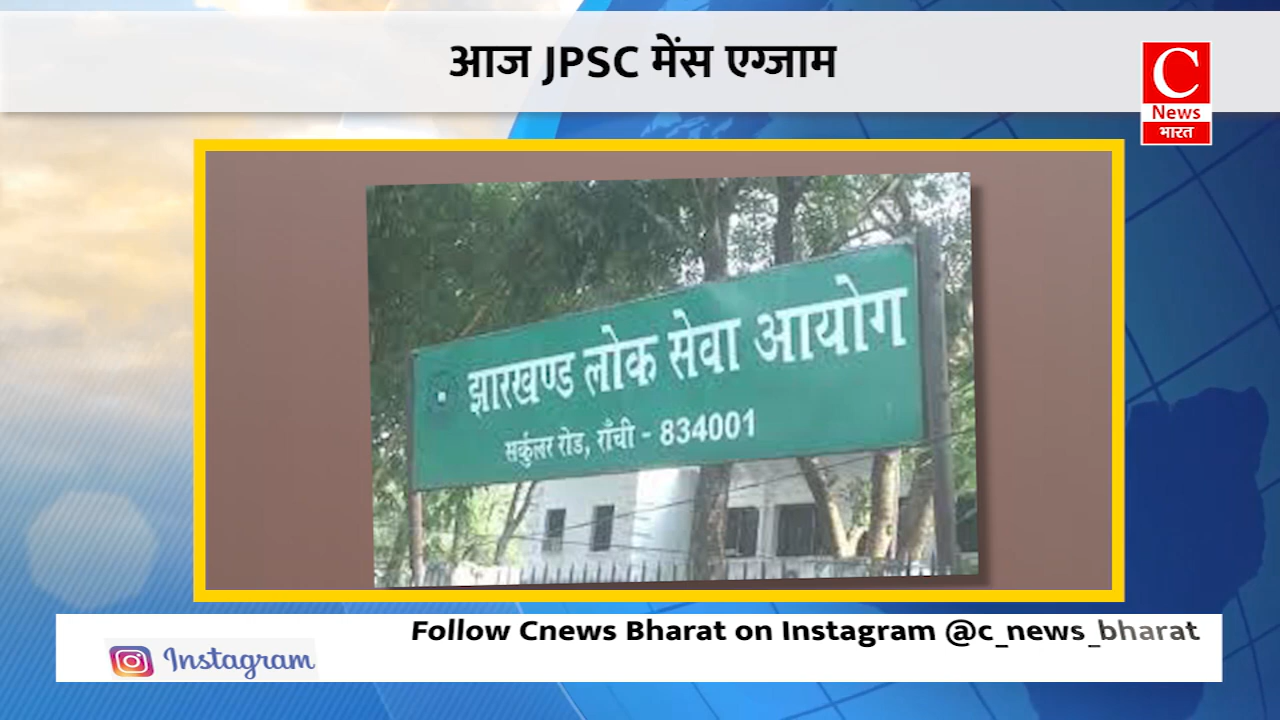 आज JPSC मेंस एग्जाम
C
News
भारत
झारखण्ड लोक सेवा आयोग
सर्कुलर रोड, राँची - 834001
Follow Cnews Bharat on Instagram @c_news_bharat
Instagram